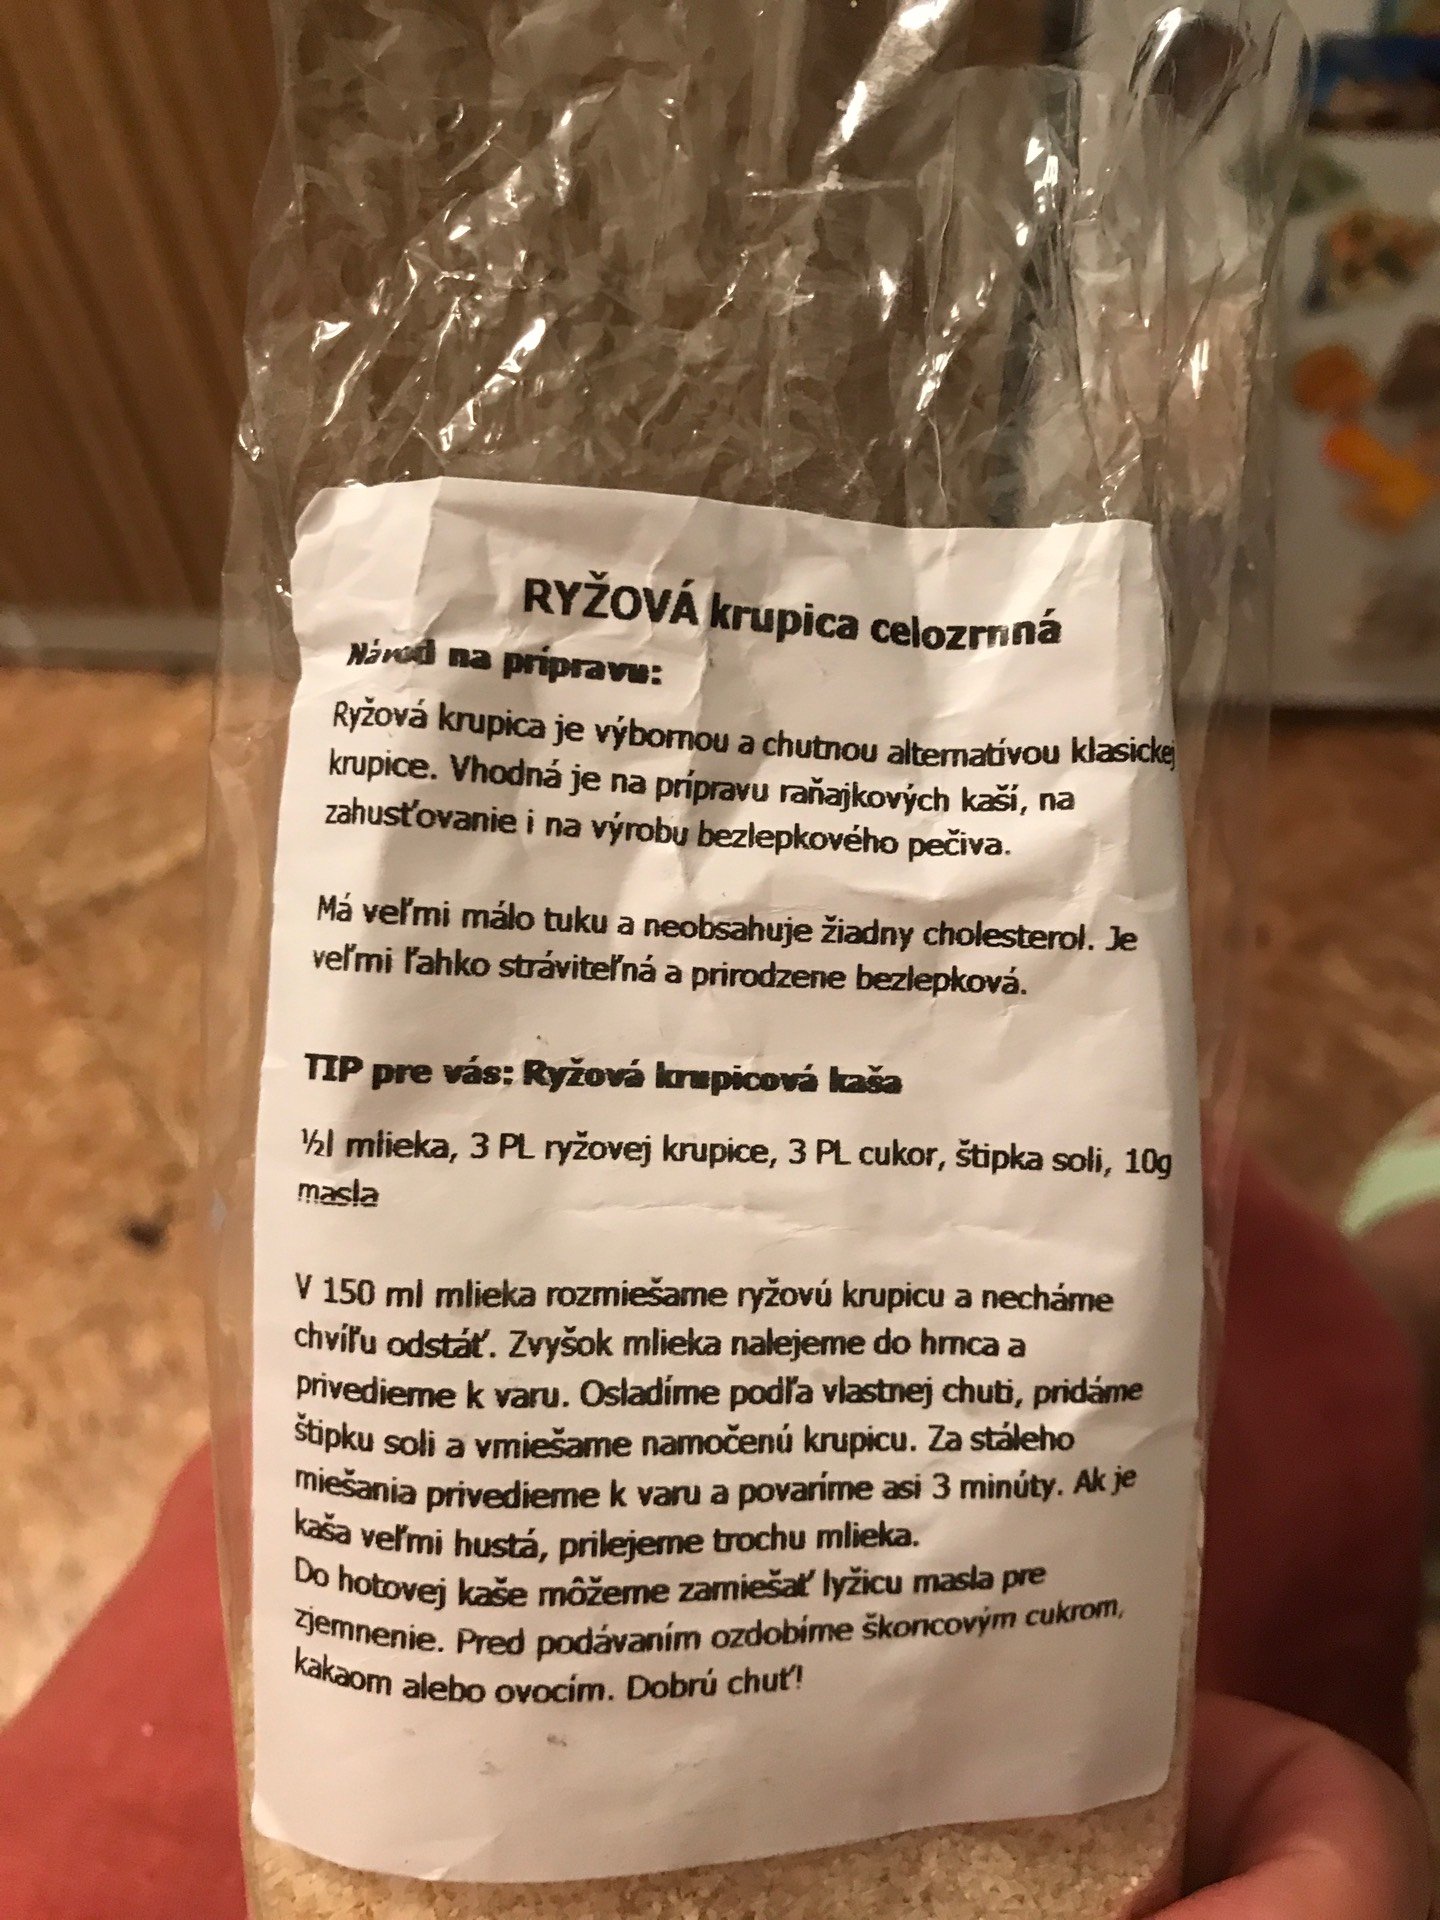 RYŽOVÁ krupica celozrnná
Návod na prípravu:
Ryžová krupica je výbornou a chutnou alternatívou klasickej
krupice. Vhodná je na prípravu raňajkových kaší, na
zahusťovanie i na výrobu bezlepkového pečiva.
Má veľmi málo tuku a neobsahuje žiadny cholesterol. Je
veľmi ľahko stráviteľná a prirodzene bezlepková.
TIP pre vás: Ryžová krupicová kaša
½l mlieka, 3 PL ryžovej krupice, 3 PL cukor, štipka soli, 10g
masla
V 150 ml mlieka rozmiešame ryžovú krupicu a necháme
chvíľu odstáť. Zvyšok mlieka nalejeme do hrnca a
privedieme k varu. Osladíme podľa vlastnej chuti, pridáme
štipku soli a vmiešame namočenú krupicu. Za stáleho
miešania privedieme k varu a povaríme asi 3 minúty. Ak je
kaša veľmi hustá, prilejeme trochu mlieka.
Do hotovej kaše môžeme zamiešať lyžicu masla pre
zjemnenie. Pred podávaním ozdobíme škoricovým cukrom,
kakaom alebo ovocím. Dobrú chuť!